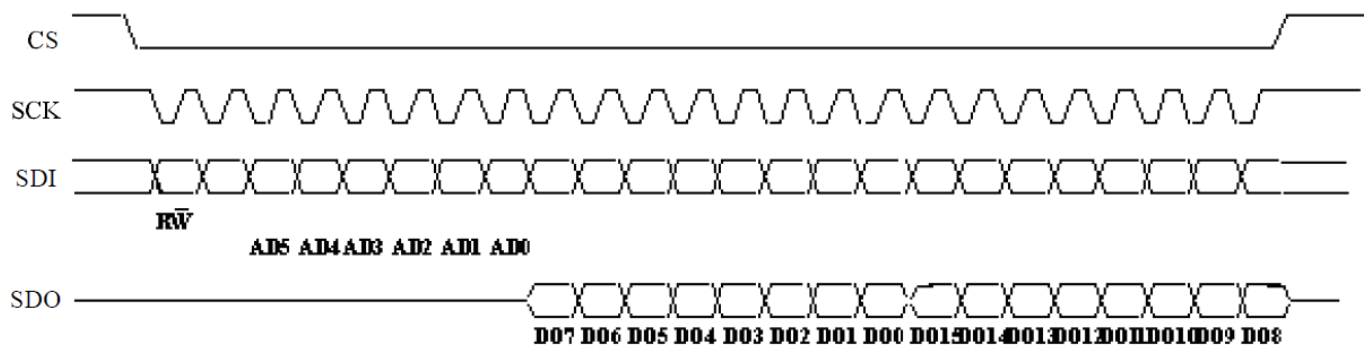 CS
SCK
SDI
RW̅
AD5 AD4 AD3 AD2 AD1 AD0
SDO
D07 D06 D05 D04 D03 D02 D01 D00 D015 D014 D013 D012 D011 D010 D09 D08